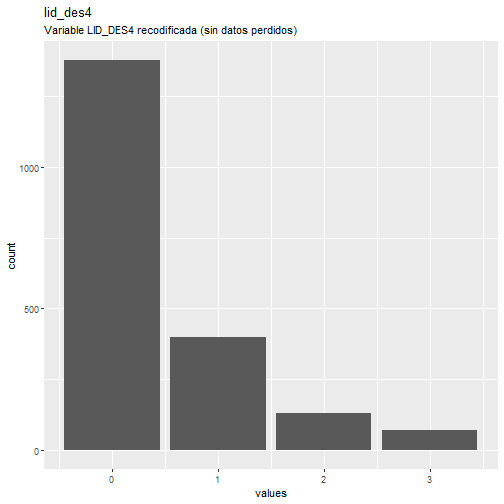 lid_des4
Variable LID_DES4 recodificada (sin datos perdidos)
1000
500
0
count
0 1 2 3
values